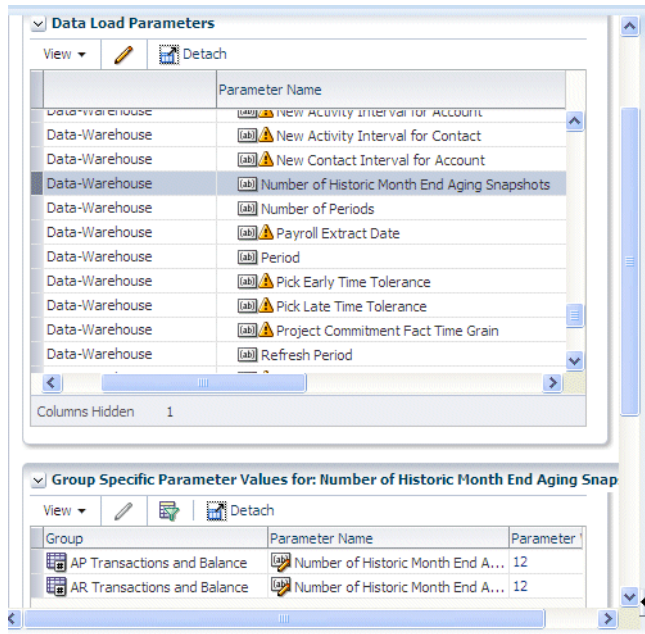 Data Load Parameters
View Detach
Parameter Name
Data-Warehouse New Activity Interval for Account
Data-Warehouse New Activity Interval for Contact
Data-Warehouse New Contact Interval for Account
Data-Warehouse Number of Historic Month End Aging Snapshots
Data-Warehouse Number of Periods
Data-Warehouse Payroll Extract Date
Data-Warehouse Period
Data-Warehouse Pick Early Time Tolerance
Data-Warehouse Pick Late Time Tolerance
Data-Warehouse Project Commitment Fact Time Grain
Data-Warehouse Refresh Period
Columns Hidden 1
Group Specific Parameter Values for: Number of Historic Month End Aging Snap
View Detach
Group Parameter Name Parameter
AP Transactions and Balance Number of Historic Month End A... 12
AR Transactions and Balance Number of Historic Month End A... 12